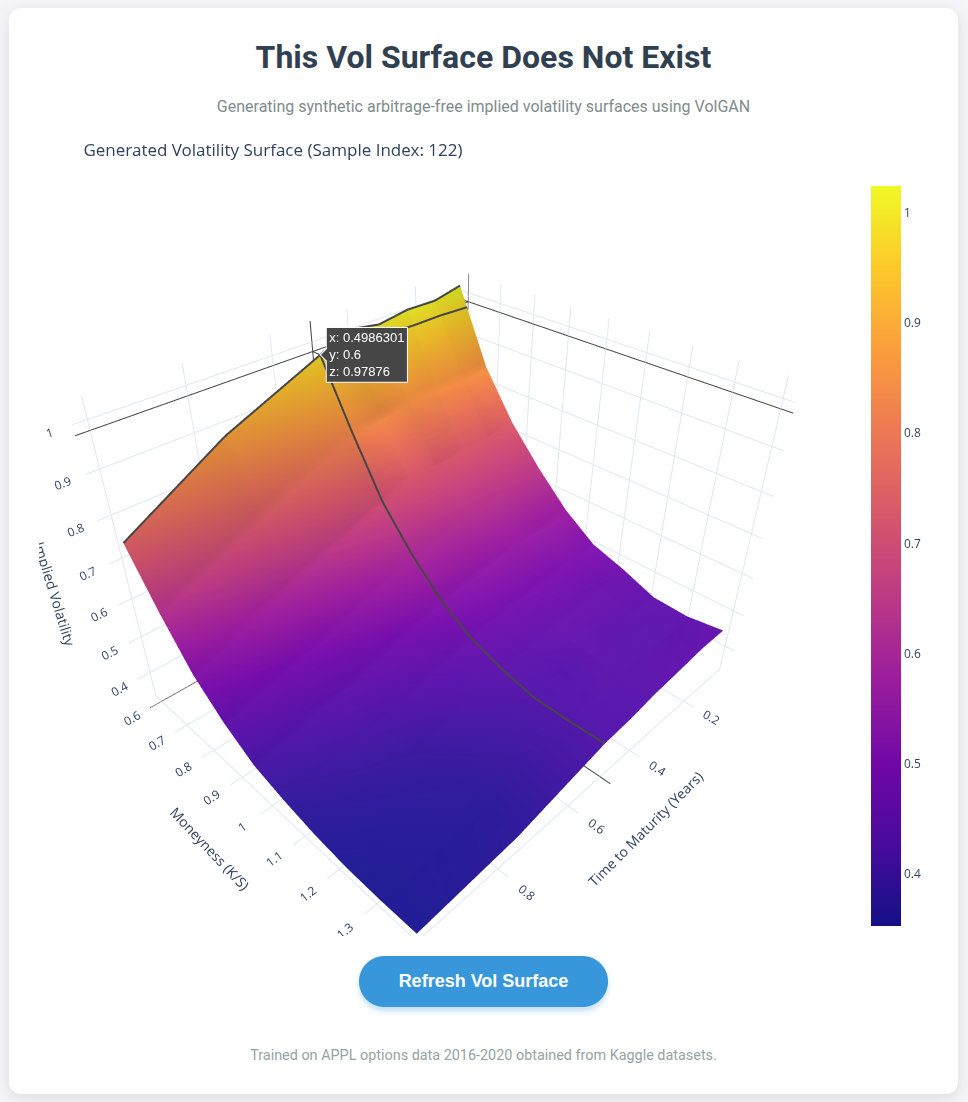 This Vol Surface Does Not Exist
Generating synthetic arbitrage-free implied volatility surfaces using VolGAN
Generated Volatility Surface (Sample Index: 122)
x: 0.4986301
y: 0.6
z: 0.97876
1
0.9
0.8
0.7
0.6
0.5
0.4
Implied Volatility
0.6
0.7
0.8
0.9
1
1.1
1.2
1.3
Moneyness (K/S)
0.2
0.4
0.6
0.8
Time to Maturity (Years)
1
0.9
0.8
0.7
0.6
0.5
0.4
Refresh Vol Surface
Trained on APPL options data 2016-2020 obtained from Kaggle datasets.